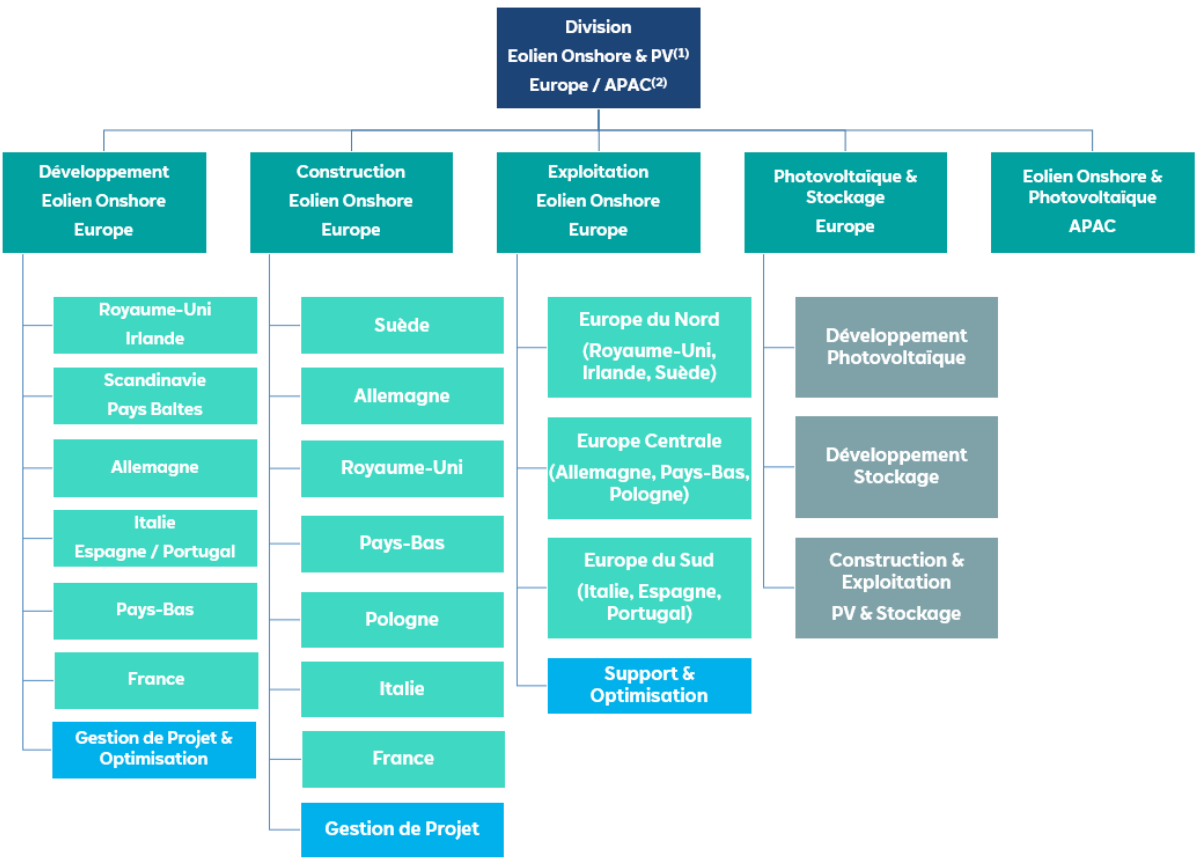 Division
Eolien Onshore & PV(1)
Europe / APAC(2)
Développement
Eolien Onshore
Europe
Construction
Eolien Onshore
Europe
Exploitation
Eolien Onshore
Europe
Photovoltaïque &
Stockage
Europe
Eolien Onshore &
Photovoltaïque
APAC
Royaume-Uni
Irlande
Scandinavie
Pays Baltes
Allemagne
Italie
Espagne / Portugal
Pays-Bas
France
Gestion de Projet &
Optimisation
Suède
Allemagne
Royaume-Uni
Pays-Bas
Pologne
Italie
France
Gestion de Projet
Europe du Nord
(Royaume-Uni,
Irlande, Suède)
Europe Centrale
(Allemagne, Pays-Bas,
Pologne)
Europe du Sud
(Italie, Espagne,
Portugal)
Support &
Optimisation
Développement
Photovoltaïque
Développement
Stockage
Construction &
Exploitation
PV & Stockage